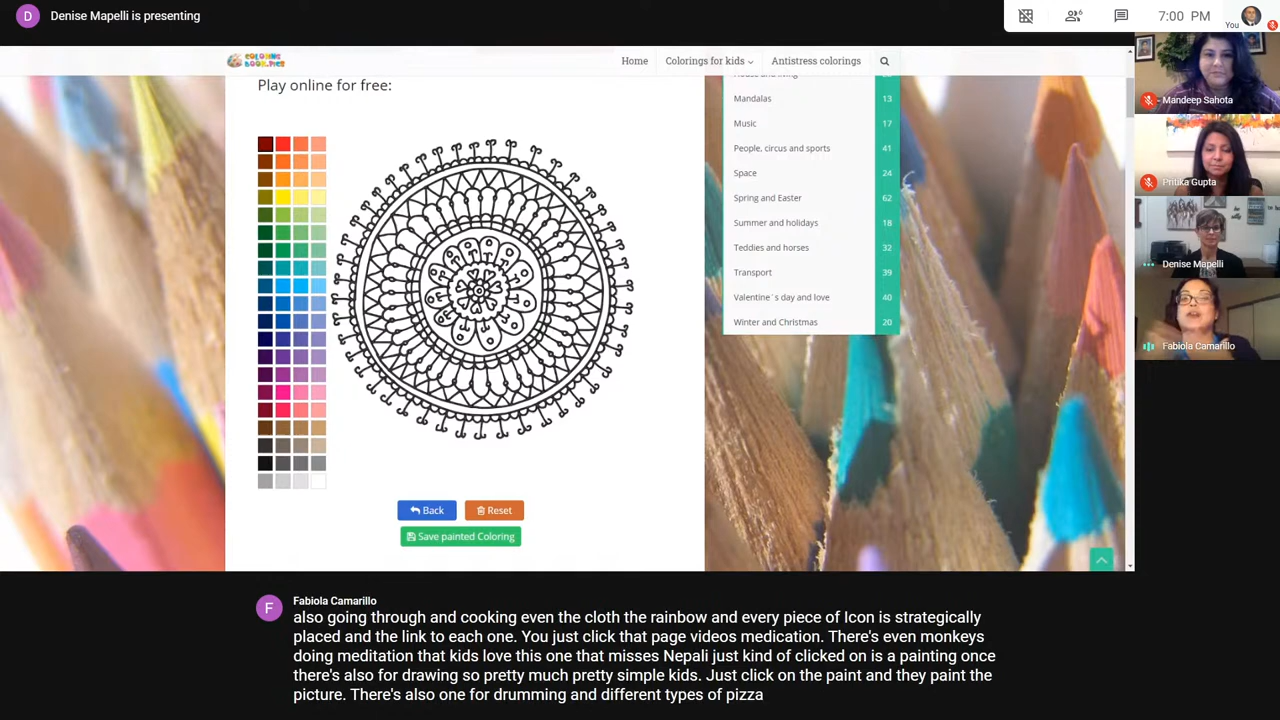 D Denise Mapelli is presenting
6
7:00 PM
You
COLORING
BOOK.PICS
Home Colorings for kids Antistress colorings
Play online for free:
House and living
Mandalas 13
Music 17
People, circus and sports 41
Space 24
Spring and Easter 62
Summer and holidays 18
Teddies and horses 32
Transport 39
Valentine´s day and love 40
Winter and Christmas 20
Back Reset
Save painted Coloring
Mandeep Sahota
Pritika Gupta
Denise Mapelli
Fabiola Camarillo
F Fabiola Camarillo
also going through and cooking even the cloth the rainbow and every piece of Icon is strategically
placed and the link to each one. You just click that page videos medication. There's even monkeys
doing meditation that kids love this one that misses Nepali just kind of clicked on is a painting once
there's also for drawing so pretty much pretty simple kids. Just click on the paint and they paint the
picture. There's also one for drumming and different types of pizza